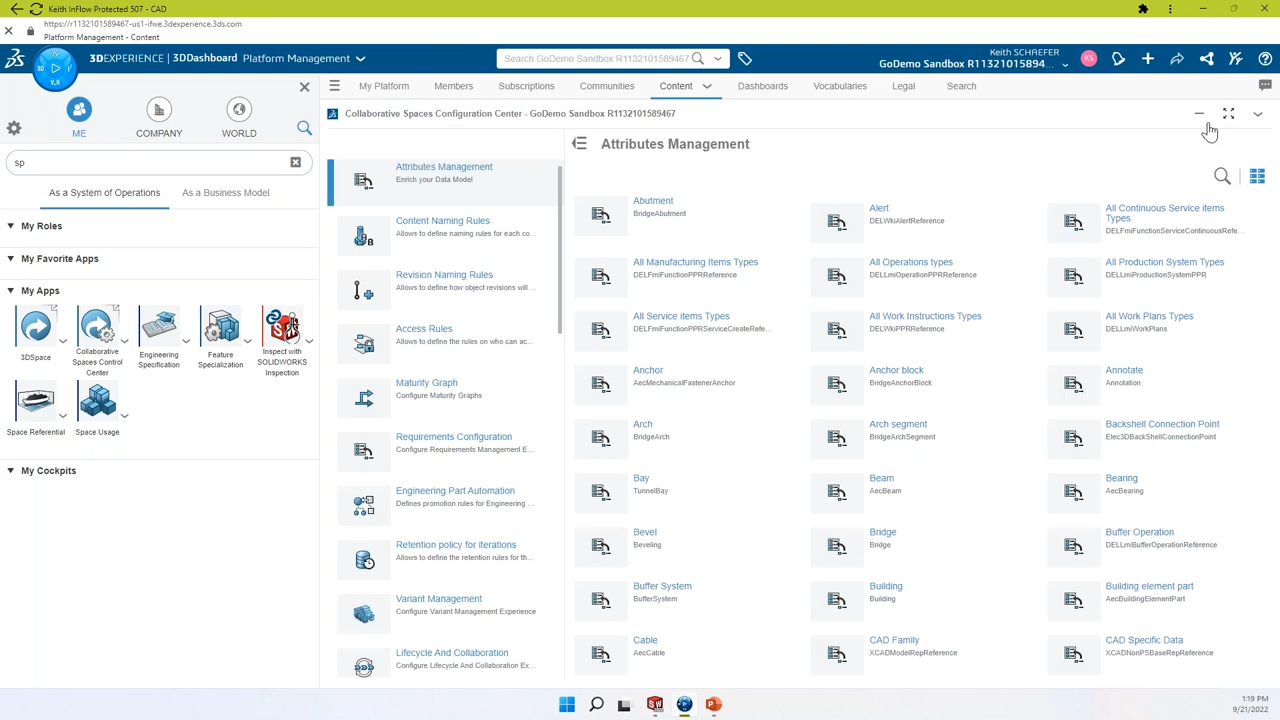 Keith InFlow Protected 507 - CAD
https://r1132101589467-us1-ifwe.3dexperience.3ds.com
Platform Management - Content
3DEXPERIENCE | 3DDashboard Platform Management
Search GoDemo Sandbox R1132101589467
Keith SCHAEFER
GoDemo Sandbox R11321015894...
KS
3D
V.R
My Platform
Members
Subscriptions
Communities
Content
Dashboards
Vocabularies
Legal
Search
ME
COMPANY
WORLD
sp
As a System of Operations
As a Business Model
My Roles
My Favorite Apps
My Apps
3DSpace
Collaborative Spaces Control Center
Engineering Specification
Feature Specialization
Inspect with SOLIDWORKS Inspection
Space Referential
Space Usage
My Cockpits
Collaborative Spaces Configuration Center - GoDemo Sandbox R1132101589467
Attributes Management
Enrich your Data Model
Content Naming Rules
Allows to define naming rules for each co...
Revision Naming Rules
Allows to define how object revisions will ...
Access Rules
Allows to define the rules on who can ac...
Maturity Graph
Configure Maturity Graphs
Requirements Configuration
Configure Requirements Management E...
Engineering Part Automation
Defines promotion rules for Engineering ...
Retention policy for iterations
Allows to define the retention rules for th...
Variant Management
Configure Variant Management Experience
Lifecycle And Collaboration
Configure Lifecycle And Collaboration Ex...
Attributes Management
Abutment
BridgeAbutment
Alert
DELWkiAlertReference
All Continuous Service items
Types
DELFmiFunctionServiceContinuousRefe...
All Manufacturing Items Types
DELFmiFunctionPPRReference
All Operations types
DELLmiOperationPPRReference
All Production System Types
DELLmiProductionSystemPPR
All Service items Types
DELFmiFunctionPPRServiceCreateRefe...
All Work Instructions Types
DELWkiPPRReference
All Work Plans Types
DELLmiWorkPlans
Anchor
AecMechanicalFastenerAnchor
Anchor block
BridgeAnchorBlock
Annotate
Annotation
Arch
BridgeArch
Arch segment
BridgeArchSegment
Backshell Connection Point
Elec3DBackShellConnectionPoint
Bay
TunnelBay
Beam
AecBeam
Bearing
AecBearing
Bevel
Beveling
Bridge
Bridge
Buffer Operation
DELLmiBufferOperationReference
Buffer System
BufferSystem
Building
Building
Building element part
AecBuildingElementPart
Cable
AecCable
CAD Family
XCADModelRepReference
CAD Specific Data
XCADNonPSBaseRepReference
1:19 PM
9/21/2022